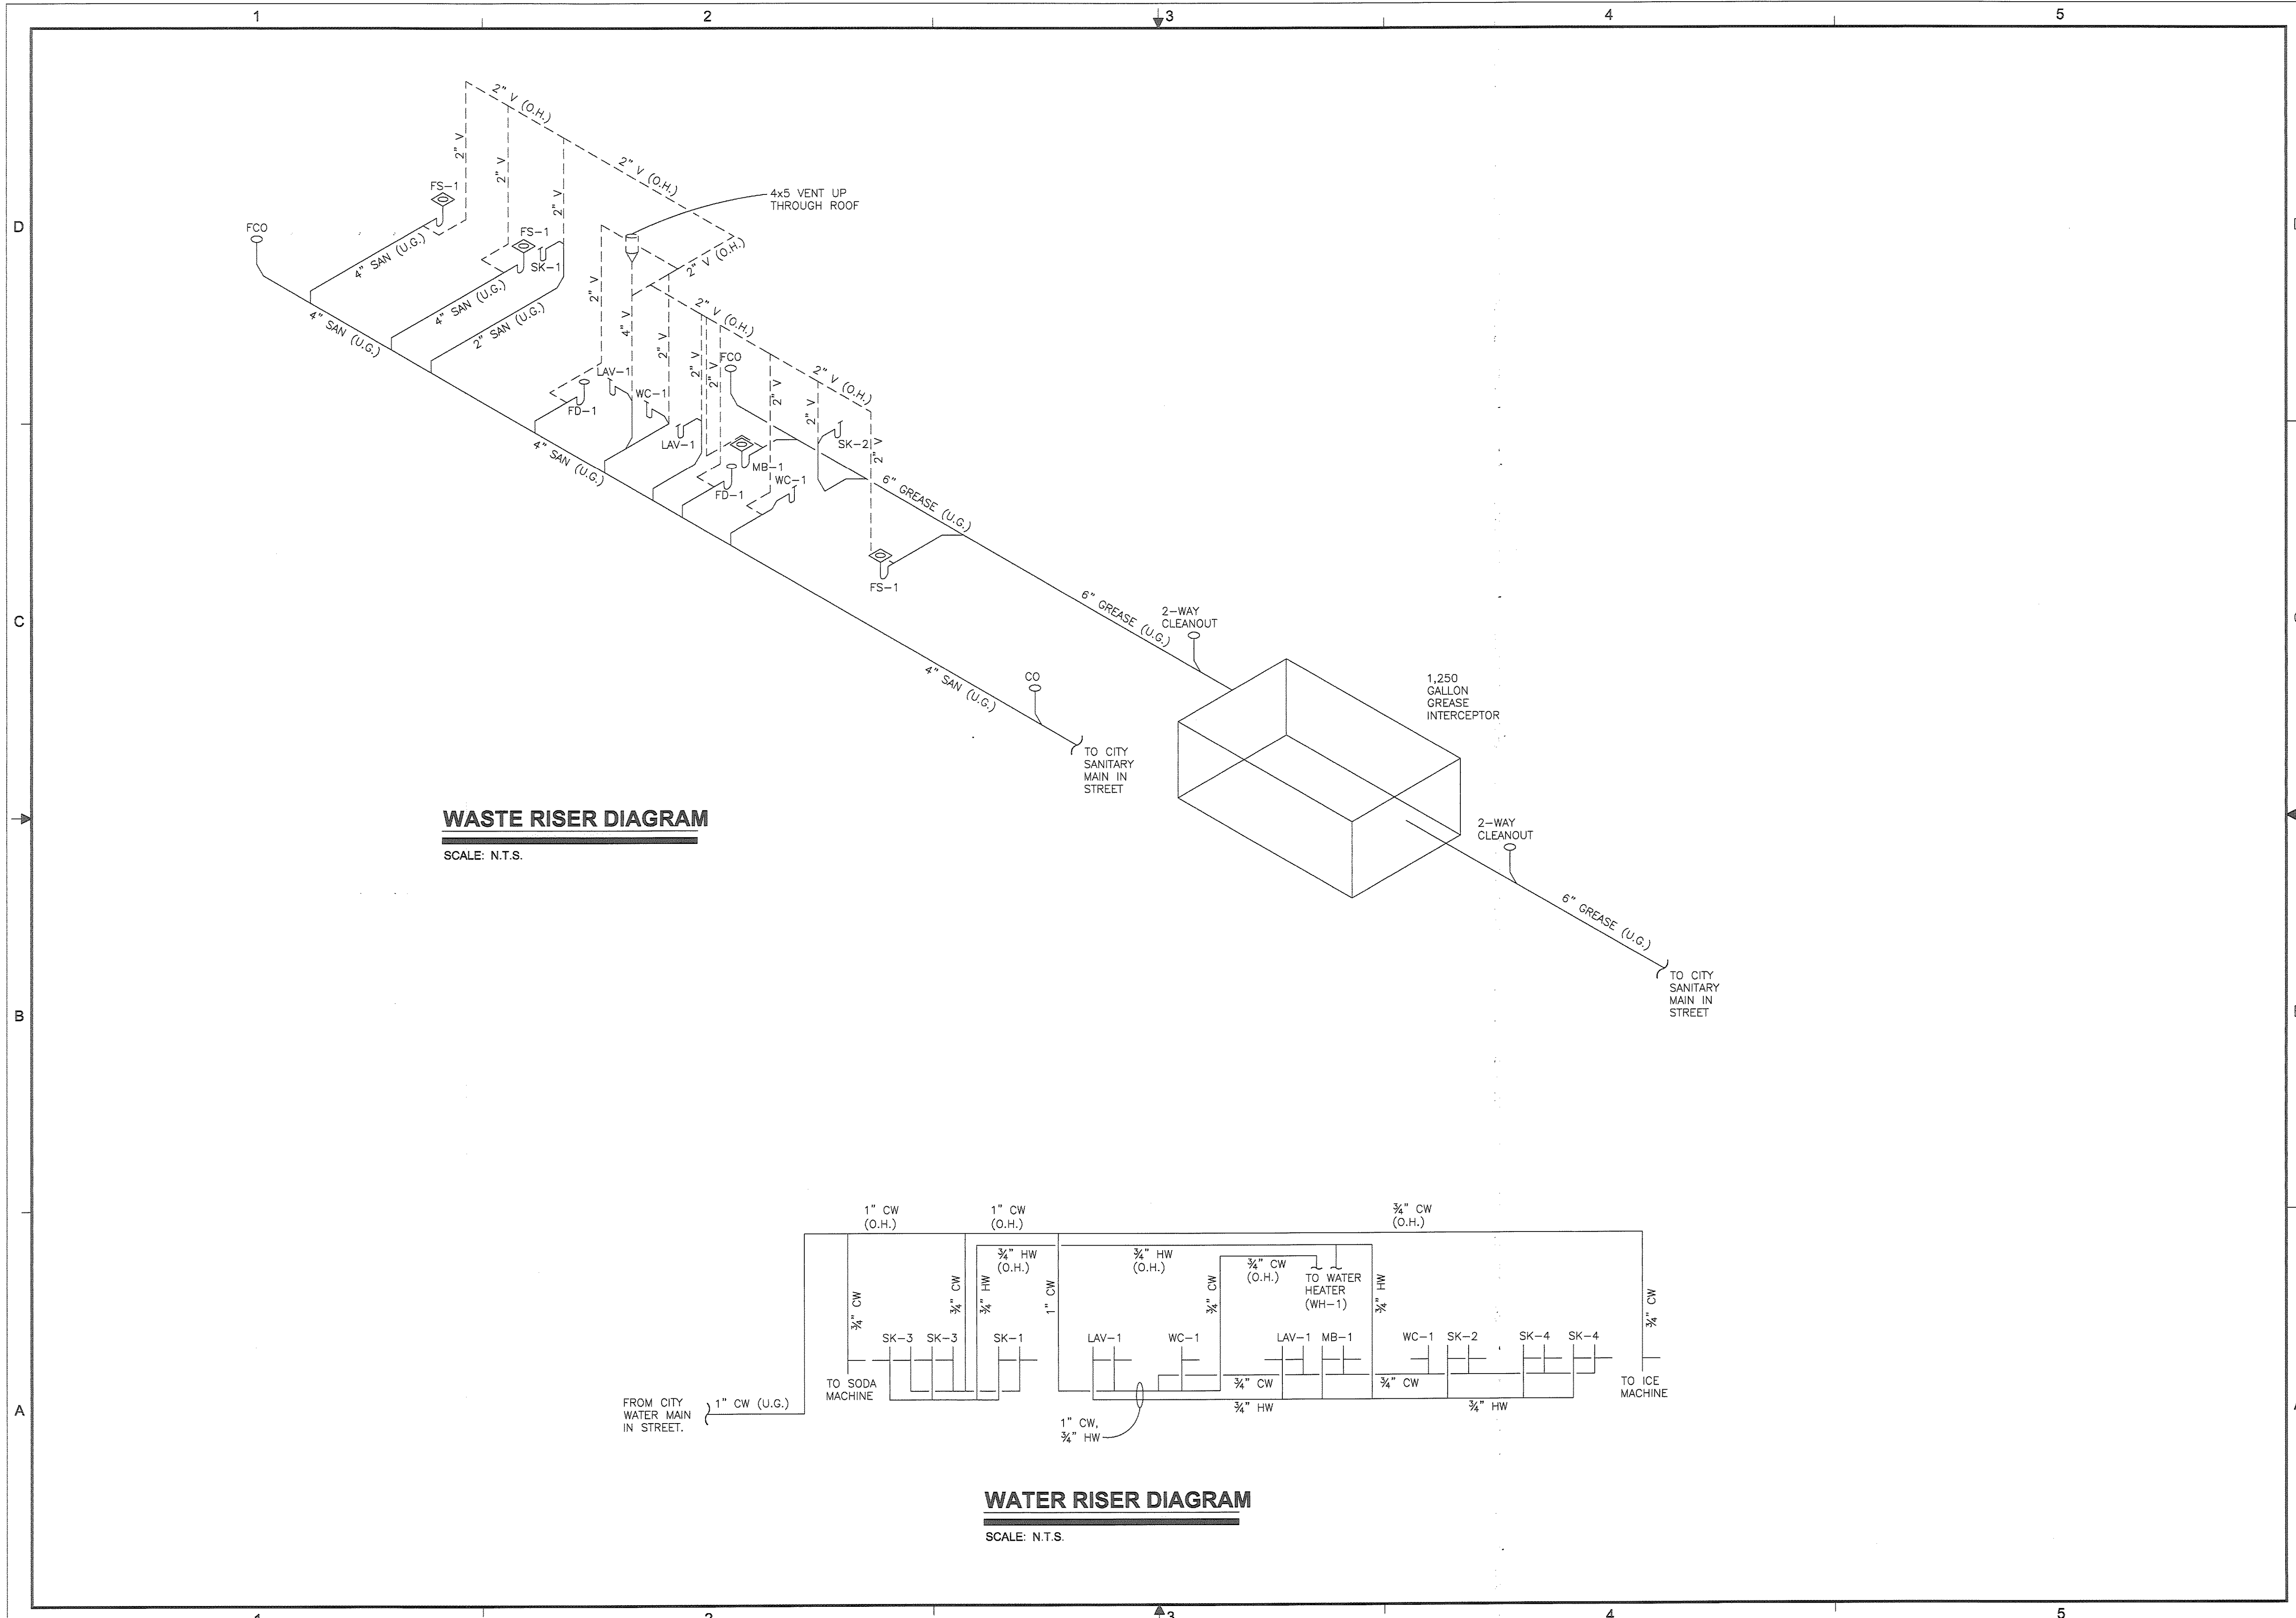 1 2 3 4 5
2" V (O.H.)
2" V
2" V
2" V
2" V (O.H.)
FS-1
4x5 VENT UP
THROUGH ROOF
D
FCO
FS-1
SK-1
4" SAN (U.G.)
2" V (O.H.)
4" SAN (U.G.)
2" V
4" V
2" V (O.H.)
4" SAN (U.G.)
2" SAN (U.G.)
2" V
2" V
2" V
FCO
2" V
2" V (O.H.)
2" V
LAV-1
WC-1
FD-1
LAV-1
SK-2
2" V
4" SAN (U.G.)
MB-1
FD-1
WC-1
6" GREASE (U.G.)
FS-1
C
6" GREASE (U.G.)
2-WAY
CLEANOUT
4" SAN (U.G.)
CO
1,250
GALLON
GREASE
INTERCEPTOR
TO CITY
SANITARY
MAIN IN
STREET
WASTE RISER DIAGRAM
SCALE: N.T.S.
2-WAY
CLEANOUT
6" GREASE (U.G.)
TO CITY
SANITARY
MAIN IN
STREET
B
1" CW
(O.H.)
1" CW
(O.H.)
¾" CW
(O.H.)
¾" HW
(O.H.)
¾" HW
(O.H.)
¾" CW
(O.H.)
TO WATER
HEATER
(WH-1)
¾" CW
¾" CW
¾" HW
1" CW
¾" CW
¾" HW
¾" CW
SK-3 SK-3 SK-1 LAV-1 WC-1 LAV-1 MB-1 WC-1 SK-2 SK-4 SK-4
TO SODA
MACHINE
¾" CW
¾" CW
TO ICE
MACHINE
A
FROM CITY
WATER MAIN
IN STREET.
1" CW (U.G.)
¾" HW
¾" HW
1" CW,
¾" HW
WATER RISER DIAGRAM
SCALE: N.T.S.
1 2 3 4 5